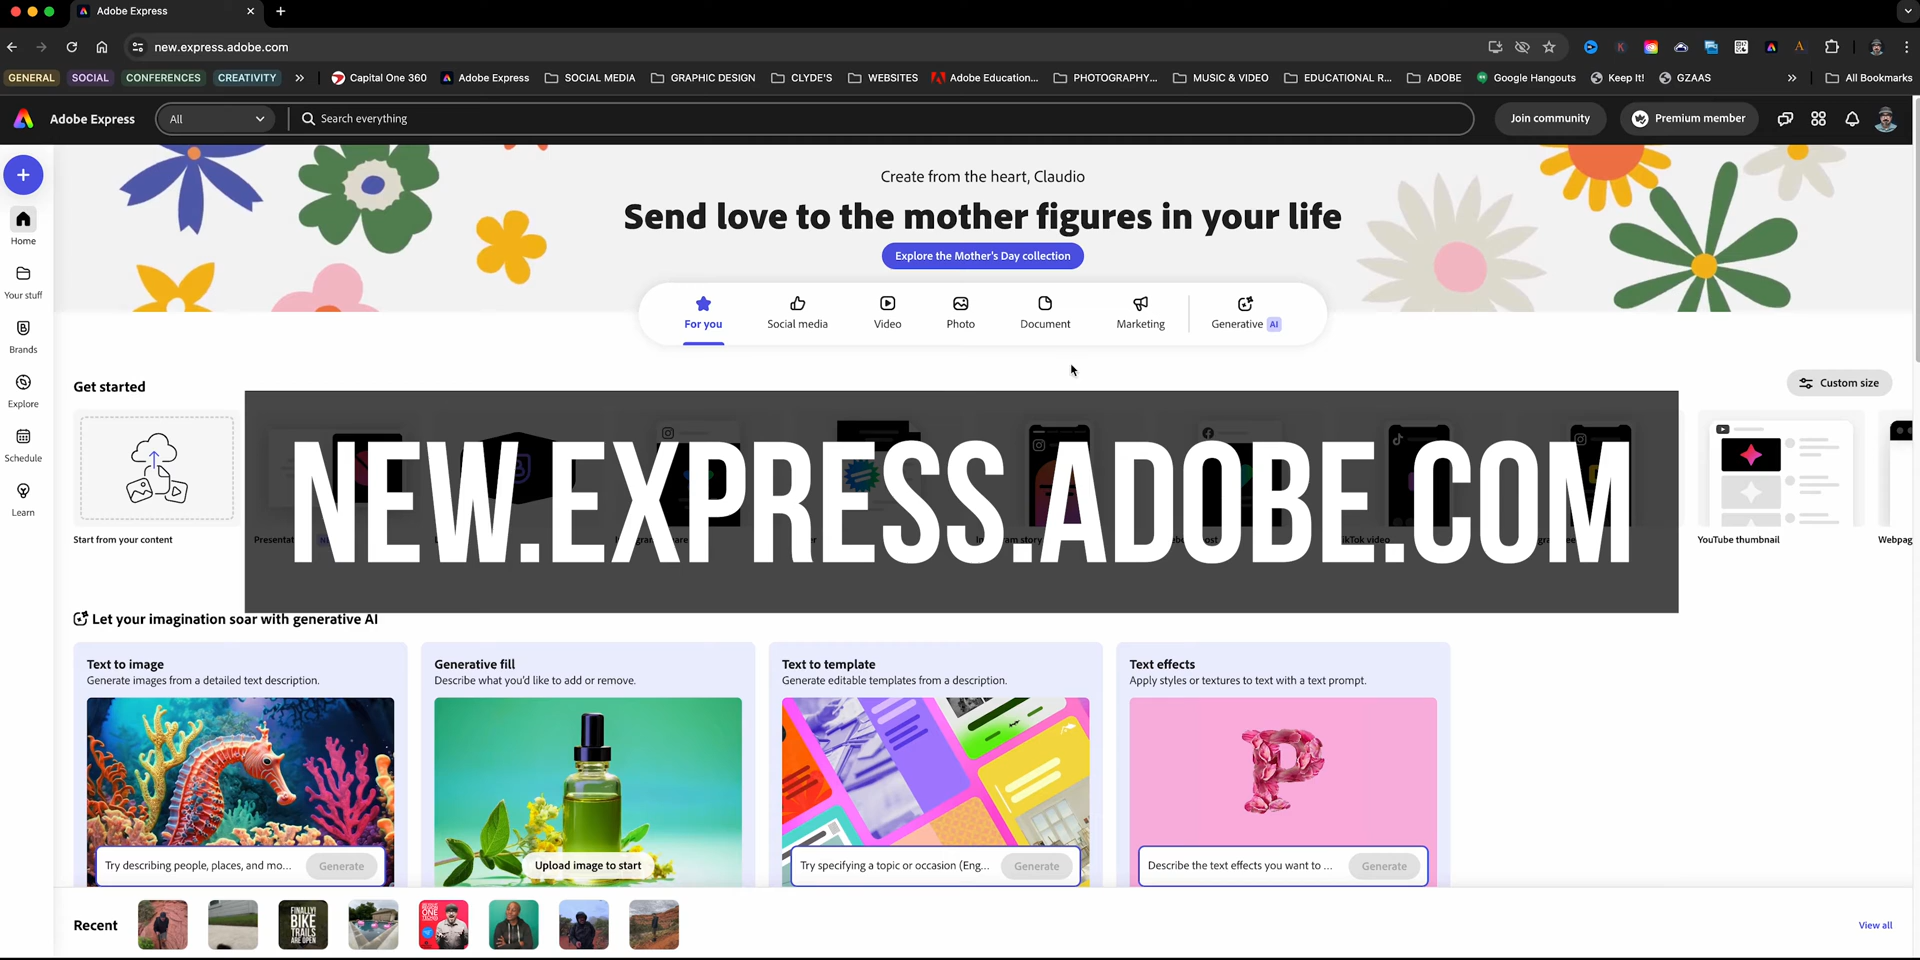 Adobe Express
new.express.adobe.com
GENERAL SOCIAL CONFERENCES CREATIVITY Capital One 360 Adobe Express SOCIAL MEDIA GRAPHIC DESIGN CLYDE'S WEBSITES Adobe Education... PHOTOGRAPHY... MUSIC & VIDEO EDUCATIONAL R... ADOBE Google Hangouts Keep It! GZAAS All Bookmarks
Adobe Express All Search everything Join community Premium member
Create from the heart, Claudio
Send love to the mother figures in your life
Explore the Mother's Day collection
For you Social media Video Photo Document Marketing Generative AI
Home
Your stuff
Brands
Explore
Schedule
Learn
Get started
Custom size
NEW.EXPRESS.ADOBE.COM
Start from your content
YouTube thumbnail
Webpag
Let your imagination soar with generative AI
Text to image
Generate images from a detailed text description.
Try describing people, places, and mo... Generate
Generative fill
Describe what you'd like to add or remove.
Upload image to start
Text to template
Generate editable templates from a description.
Try specifying a topic or occasion (Eng... Generate
Text effects
Apply styles or textures to text with a text prompt.
P
Describe the text effects you want to ... Generate
Recent
FINALLY!
BIKE
TRAILS
ARE OPEN
View all